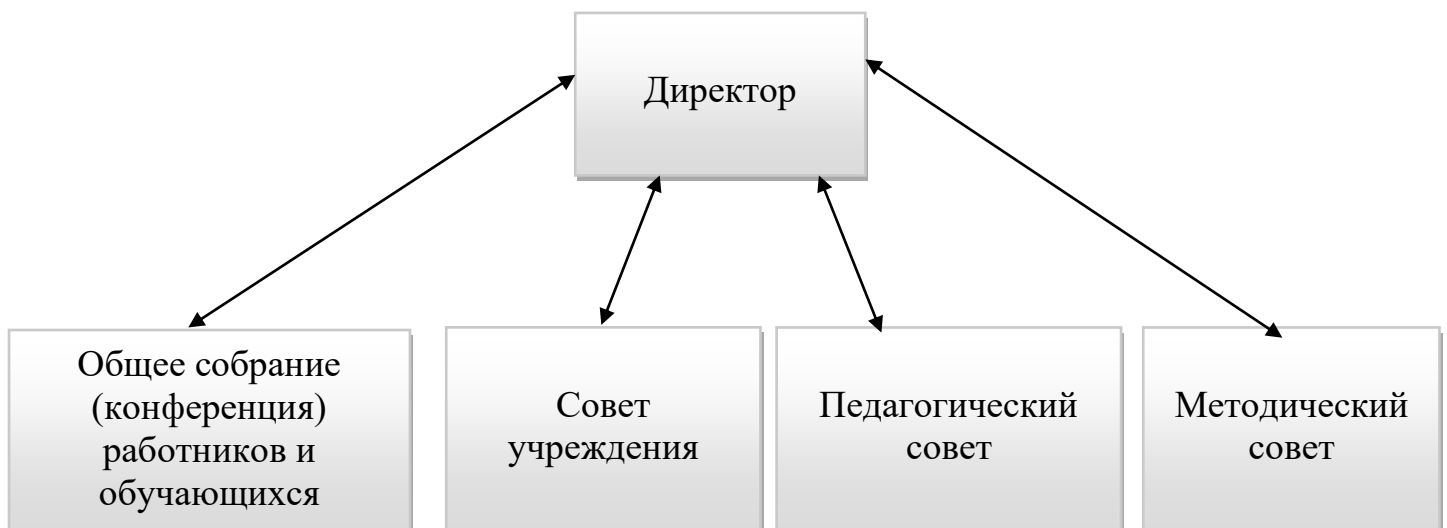 Директор
Общее собрание
(конференция)
работников и
обучающихся
Совет
учреждения
Педагогический
совет
Методический
совет